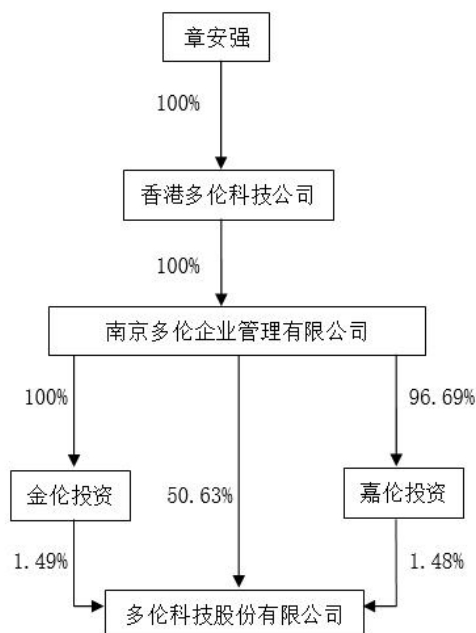 章安强
100%
香港多伦科技公司
100%
南京多伦企业管理有限公司
100%
96.69%
金伦投资
50.63%
嘉伦投资
1.49%
1.48%
多伦科技股份有限公司